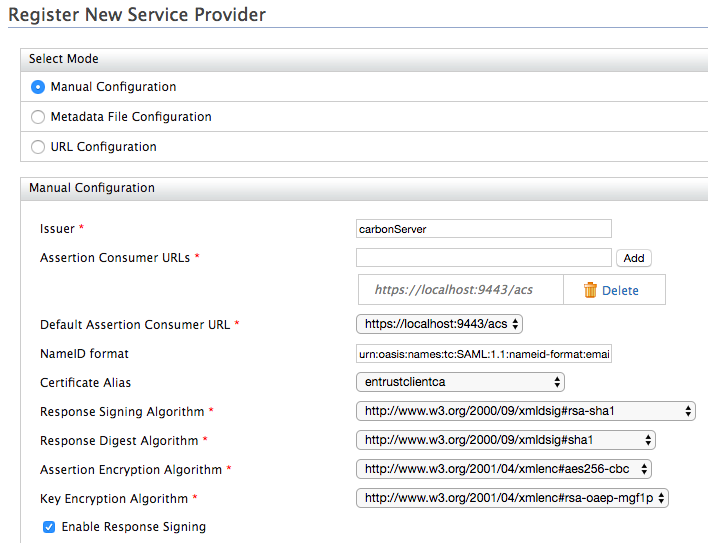 Register New Service Provider
Select Mode
Manual Configuration
Metadata File Configuration
URL Configuration
Manual Configuration
Issuer * carbonServer
Assertion Consumer URLs * Add
https://localhost:9443/acs Delete
Default Assertion Consumer URL * https://localhost:9443/acs
NameID format urn:oasis:names:tc:SAML:1.1:nameid-format:emai
Certificate Alias entrustclientca
Response Signing Algorithm * http://www.w3.org/2000/09/xmldsig#rsa-sha1
Response Digest Algorithm * http://www.w3.org/2000/09/xmldsig#sha1
Assertion Encryption Algorithm * http://www.w3.org/2001/04/xmlenc#aes256-cbc
Key Encryption Algorithm * http://www.w3.org/2001/04/xmlenc#rsa-oaep-mgf1p
Enable Response Signing